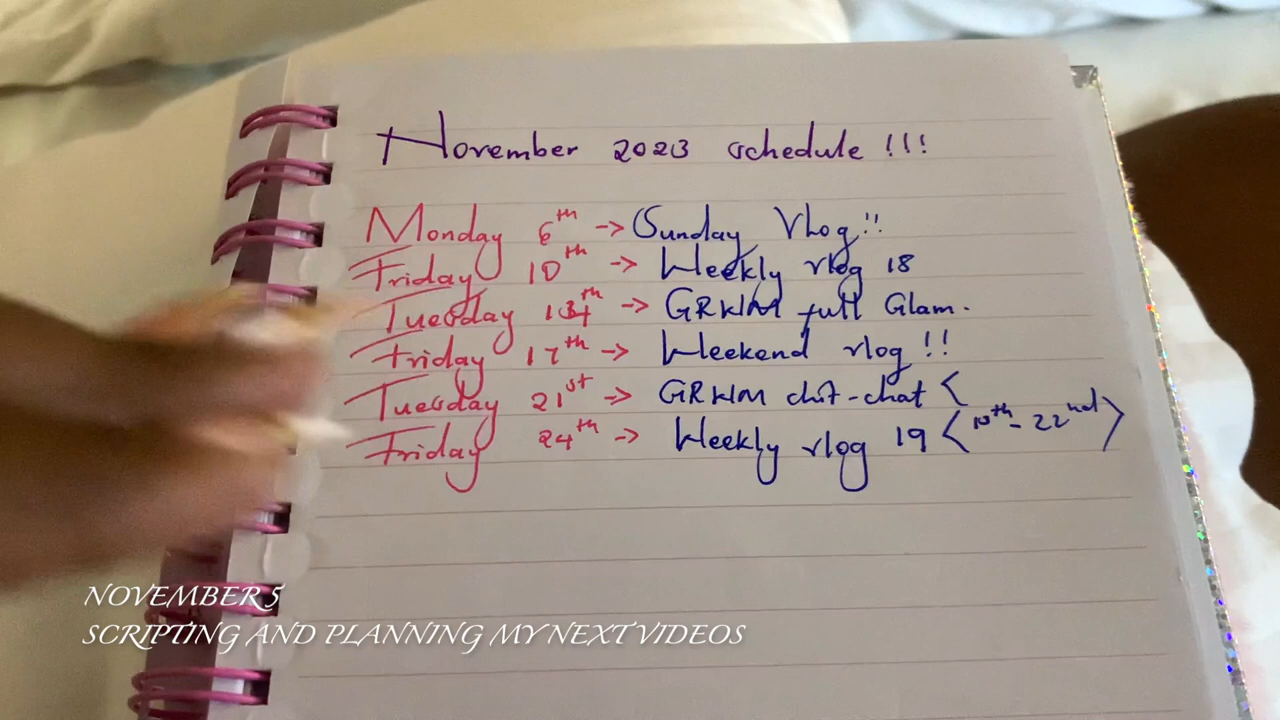 November 2023 schedule !!!
Monday 6th -> Sunday Vlog!!
Friday 10th -> Weekly vlog 18
Tuesday 14th -> GRWM full Glam.
Friday 17th -> Weekend vlog !!
Tuesday 21st -> GRWM chit-chat <
Friday 24th -> Weekly vlog 19 < 10th - 22nd >
NOVEMBER 5
SCRIPTING AND PLANNING MY NEXT VIDEOS